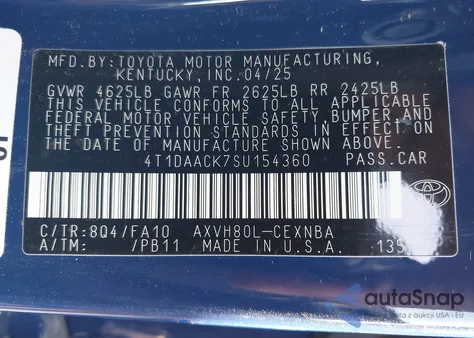 MFD.BY:TOYOTA MOTOR MANUFACTURING,
KENTUCKY,INC.04/25
GVWR 4625LB GAWR FR 2625LB RR 2425LB
THIS VEHICLE CONFORMS TO ALL APPLICABLE
FEDERAL MOTOR VEHICLE SAFETY,BUMPER,AND
THEFT PREVENTION STANDARDS IN EFFECT ON
THE DATE OF MANUFACTURE SHOWN ABOVE.
4T1DAACK7SU154360 PASS.CAR
C/TR:8Q4/FA10 AXVH80L-CEXNBA
A/TM: /PB11 MADE IN U.S.A. 135
TOYOTA
autoSnap